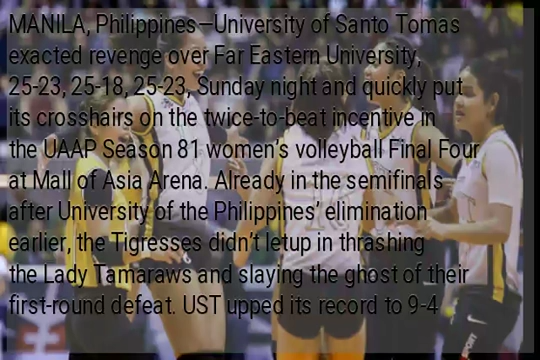 MANILA, Philippines—University of Santo Tomas
exacted revenge over Far Eastern University,
25-23, 25-18, 25-23, Sunday night and quickly put
its crosshairs on the twice-to-beat incentive in
the UAAP Season 81 women's volleyball Final Four
at Mall of Asia Arena. Already in the semifinals
after University of the Philippines' elimination
earlier, the Tigresses didn't letup in thrashing
the Lady Tamaraws and slaying the ghost of their
first-round defeat. UST upped its record to 9-4